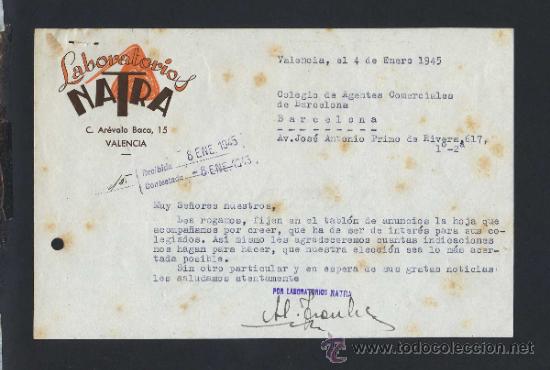 Laboratorios
NATRA
C. Arévalo Baco, 15
VALENCIA
Valencia, el 4 de Enero 1945
Colegio de Agentes Comerciales
de Barcelona
Barcelona
Av.José Antonio Primo de Rivera 617,
1º-2ª
Recibida 8 ENE. 1945
Contestada - 8 ENE. 1945
Muy Señores nuestros,
Les rogamos, fijen en el tablón de anuncios la hoja que
acompañamos por creer, que ha de ser de interés para sus co-
legiados. Así mismo les agradeceremos cuantas indicaciones
nos hagan para hacer, que nuestra elección sea lo más acer-
tada posible.
Sin otro particular y en espera de sus gratas noticias
les saludamos atentamente
POR LABORATORIOS NATRA
todocoleccion
www.todocoleccion.net